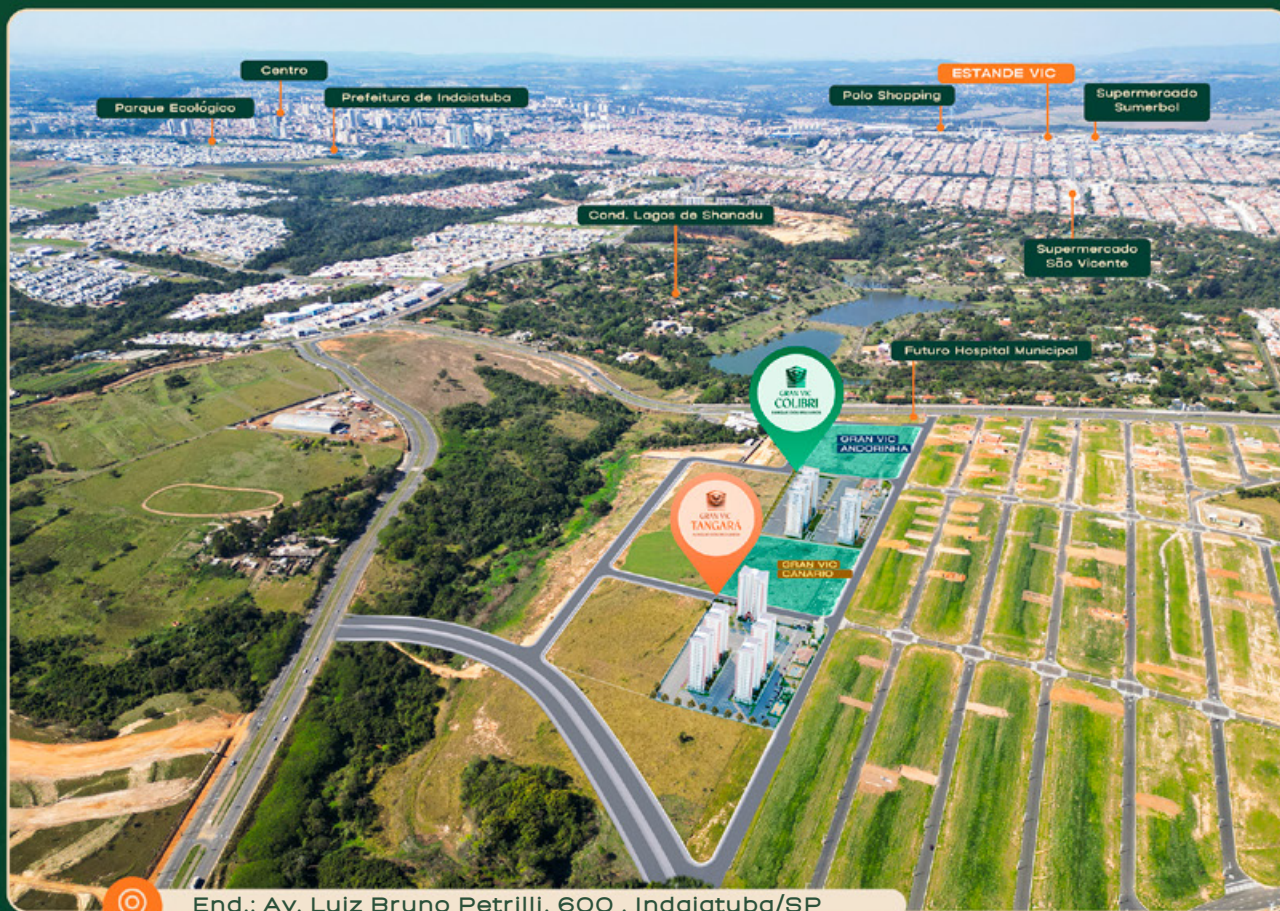 Centro
Parque Ecológico
Prefeitura de Indaiatuba
Polo Shopping
ESTANDE VIC
Supermercado
Sumerbol
Cond. Lagos de Shanadu
Supermercado
São Vicente
Futuro Hospital Municipal
GRAN VIC
COLIBRI
GRAN VIC
ANDORINHA
GRAN VIC
TANGARÁ
GRAN VIC
CANÁRIO
End.: Av. Luiz Bruno Petrilli, 600 . Indaiatuba/SP